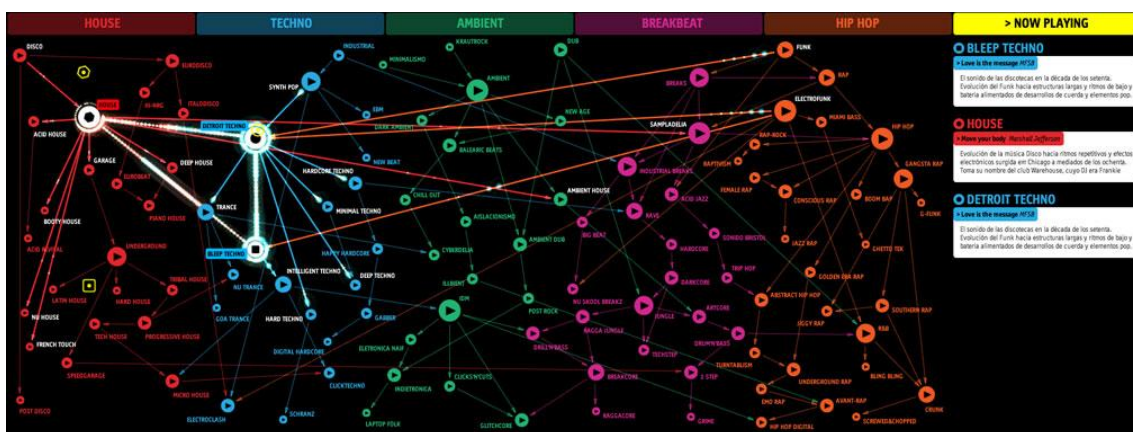 HOUSE
TECHNO
AMBIENT
BREAKBEAT
HIP HOP
> NOW PLAYING
DISCO
EURODISCO
HI-NRG
ITALODISCO
HOUSE
ACID HOUSE
GARAGE
DEEP HOUSE
EUROBEAT
PIANO HOUSE
BOOTY HOUSE
ACID REVIVAL
UNDERGROUND
TRIBAL HOUSE
LATIN HOUSE
HARD HOUSE
NU HOUSE
TECH HOUSE
PROGRESSIVE HOUSE
FRENCH TOUCH
SPEEDGARAGE
MICRO HOUSE
POST DISCO
INDUSTRIAL
SYNTH POP
EBM
DETROIT TECHNO
NEW BEAT
HARDCORE TECHNO
TRANCE
MINIMAL TECHNO
BLEEP TECHNO
HAPPY HARDCORE
INTELLIGENT TECHNO
DEEP TECHNO
NU TRANCE
GOA TRANCE
HARD TECHNO
GABBER
DIGITAL HARDCORE
CLICKTECHNO
ELECTROCLASH
SCHRANZ
KRAUTROCK
DUB
MINIMALISMO
AMBIENT
NEW AGE
DARK AMBIENT
BALEARIC BEATS
CHILL OUT
AMBIENT HOUSE
AISLACIONISMO
AMBIENT DUB
CYBERDELIA
ILLBIENT
IDM
POST ROCK
ELETRONICA NAIF
INDIETRONICA
CLICKS'N'CUTS
LAPTOP FOLK
GLITCHCORE
BREAKS
SAMPLADELIA
INDUSTRIAL BREAKS
ACID JAZZ
RAVE
BIG BEAT
HARDCORE
SONIDO BRISTOL
TRIP HOP
DARKCORE
NU SKOOL BREAKZ
JUNGLE
ARTCORE
RAGGA JUNGLE
DRILL'N'BASS
DRUM'N'BASS
TECHSTEP
BREAKCORE
2-STEP
RAGGACORE
GRIME
FUNK
RAP
ELECTROFUNK
MIAMI BASS
HIP HOP
RAP-ROCK
RAPTIVISM
GANGSTA RAP
FEMALE RAP
CONSCIOUS RAP
BOOM BAP
G-FUNK
JAZZ RAP
GHETTO TEK
GOLDEN ERA RAP
ABSTRACT HIP HOP
SOUTHERN RAP
JIGGY RAP
R&B
TURNTABLISM
UNDERGROUND RAP
BLING BLING
EMO RAP
AVANT-RAP
CRUNK
HIP HOP DIGITAL
SCREWED&CHOPPED
BLEEP TECHNO
> Love is the message MFSB
El sonido de las discotecas en la década de los setenta.
Evolución del Funk hacia estructuras largas y ritmos de bajo y
batería alimentados de desarrollos de cuerda y elementos pop.
HOUSE
> Move your body Marshall Jefferson
Evolución de la música Disco hacia ritmos repetitivos y efectos
electrónicos surgida en Chicago a mediados de los ochenta.
Toma su nombre del club Warehouse, cuyo DJ era Frankie
DETROIT TECHNO
> Love is the message MFSB
El sonido de las discotecas en la década de los setenta.
Evolución del Funk hacia estructuras largas y ritmos de bajo y
batería alimentados de desarrollos de cuerda y elementos pop.